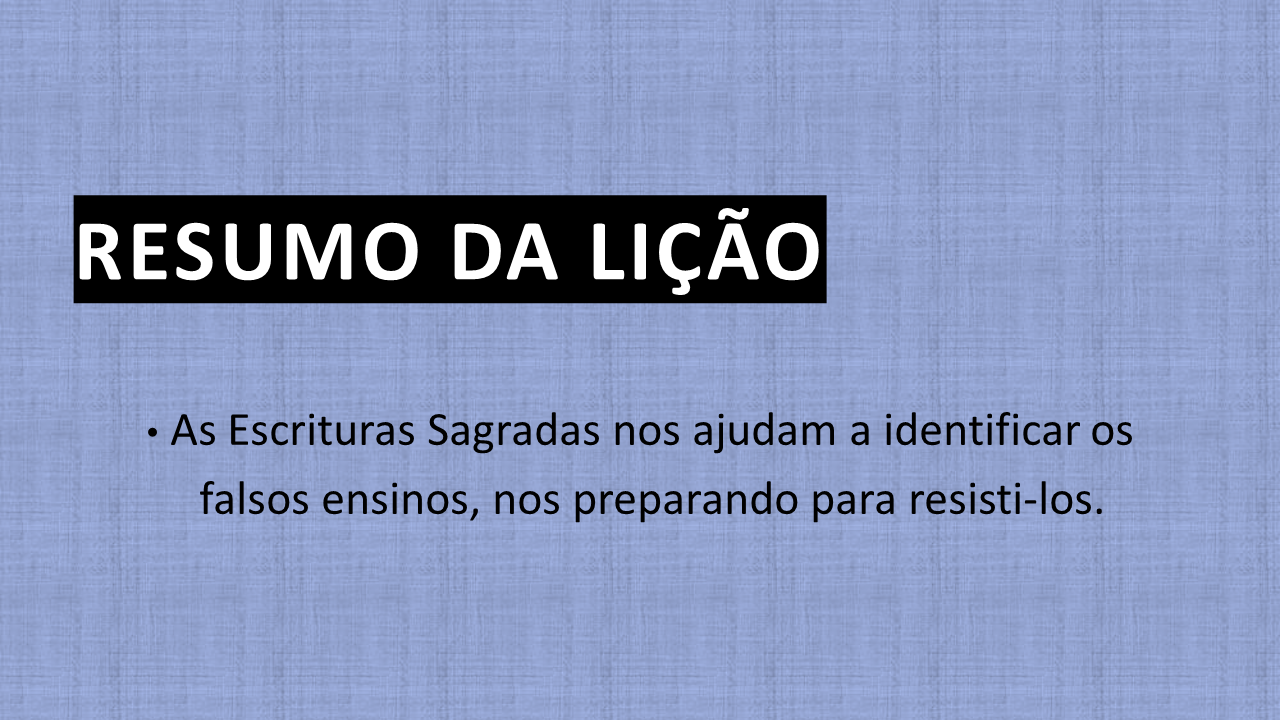 RESUMO DA LIÇÃO
• As Escrituras Sagradas nos ajudam a identificar os
falsos ensinos, nos preparando para resisti-los.